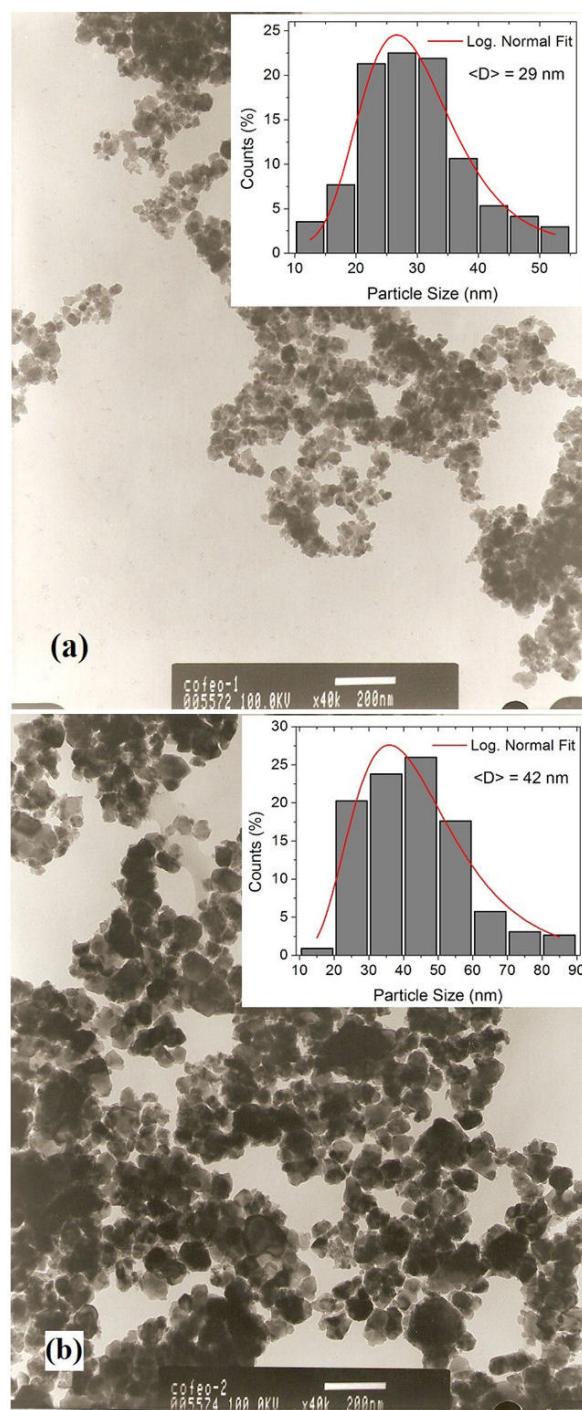 25
20
15
10
5
0
Counts (%)
Log. Normal Fit
<D> = 29 nm
10 20 30 40 50
Particle Size (nm)
(a)
cofeo-1
005572 100.0KV x40k 200nm
30
25
20
15
10
5
0
Counts (%)
Log. Normal Fit
<D> = 42 nm
10 20 30 40 50 60 70 80 90
Particle Size (nm)
(b)
cofeo-2
005574 100.0KV x40k 200nm